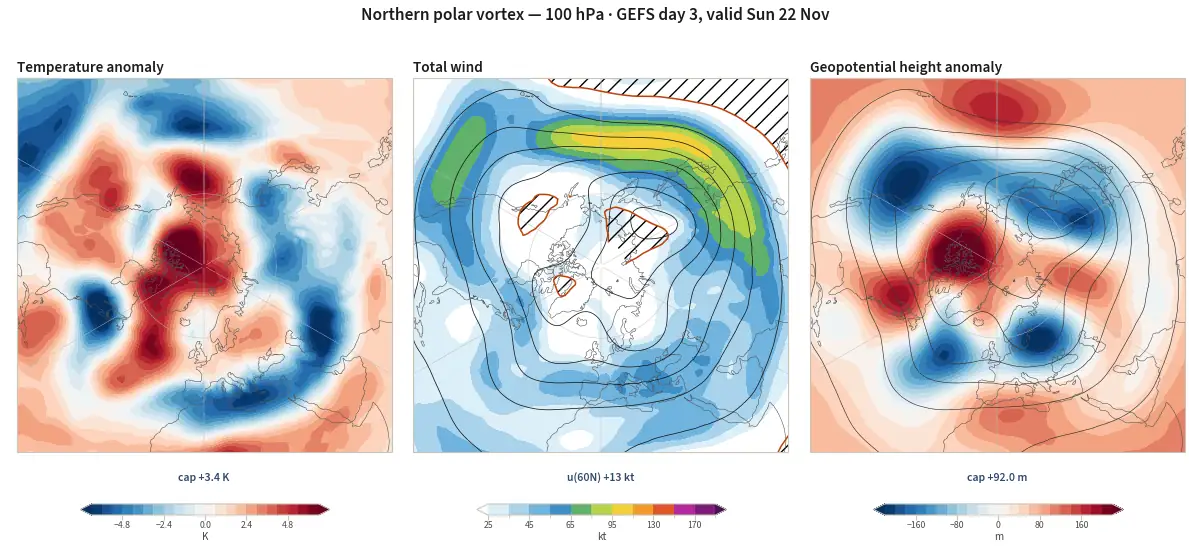 Northern polar vortex — 100 hPa · GEFS day 3, valid Sun 22 Nov
Temperature anomaly
Total wind
Geopotential height anomaly
cap +3.4 K
u(60N) +13 kt
cap +92.0 m
−4.8 −2.4 0.0 2.4 4.8
K
25 45 65 95 130 170
kt
−160 −80 0 80 160
m